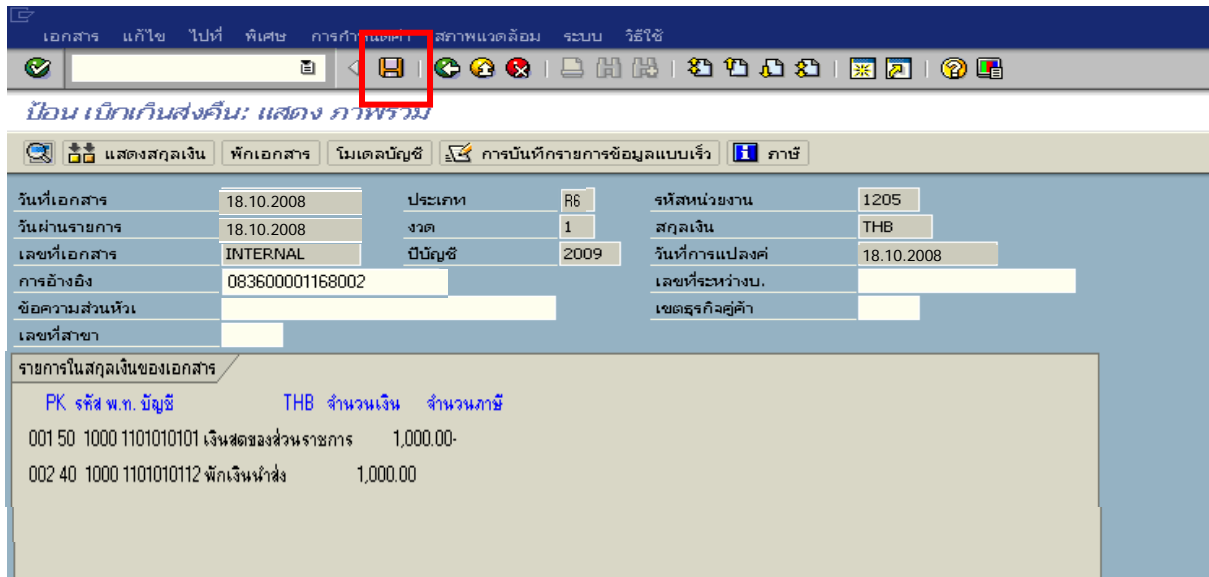 เอกสาร แก้ไข ไปที่ พิเศษ การกำหนดค่า สภาพแวดล้อม ระบบ วิธีใช้
ป้อน เบิกเกินส่งคืน: แสดง ภาพรวม
แสดงสกุลเงิน พักเอกสาร โมเดลบัญชี การบันทึกรายการข้อมูลแบบเร็ว ภาษี
วันที่เอกสาร 18.10.2008 ประเภท R6 รหัสหน่วยงาน 1205
วันผ่านรายการ 18.10.2008 งวด 1 สกุลเงิน THB
เลขที่เอกสาร INTERNAL ปีบัญชี 2009 วันที่การแปลงค่ 18.10.2008
การอ้างอิง 083600001168002 เลขที่ระหว่างบ.
ข้อความส่วนหัวเ เขตธุรกิจคู่ค้า
เลขที่สาขา
รายการในสกุลเงินของเอกสาร
PK รหัส พ.ท. บัญชี THB จำนวนเงิน จำนวนภาษี
001 50 1000 1101010101 เงินสดของส่วนราชการ 1,000.00-
002 40 1000 1101010112 พักเงินนำส่ง 1,000.00